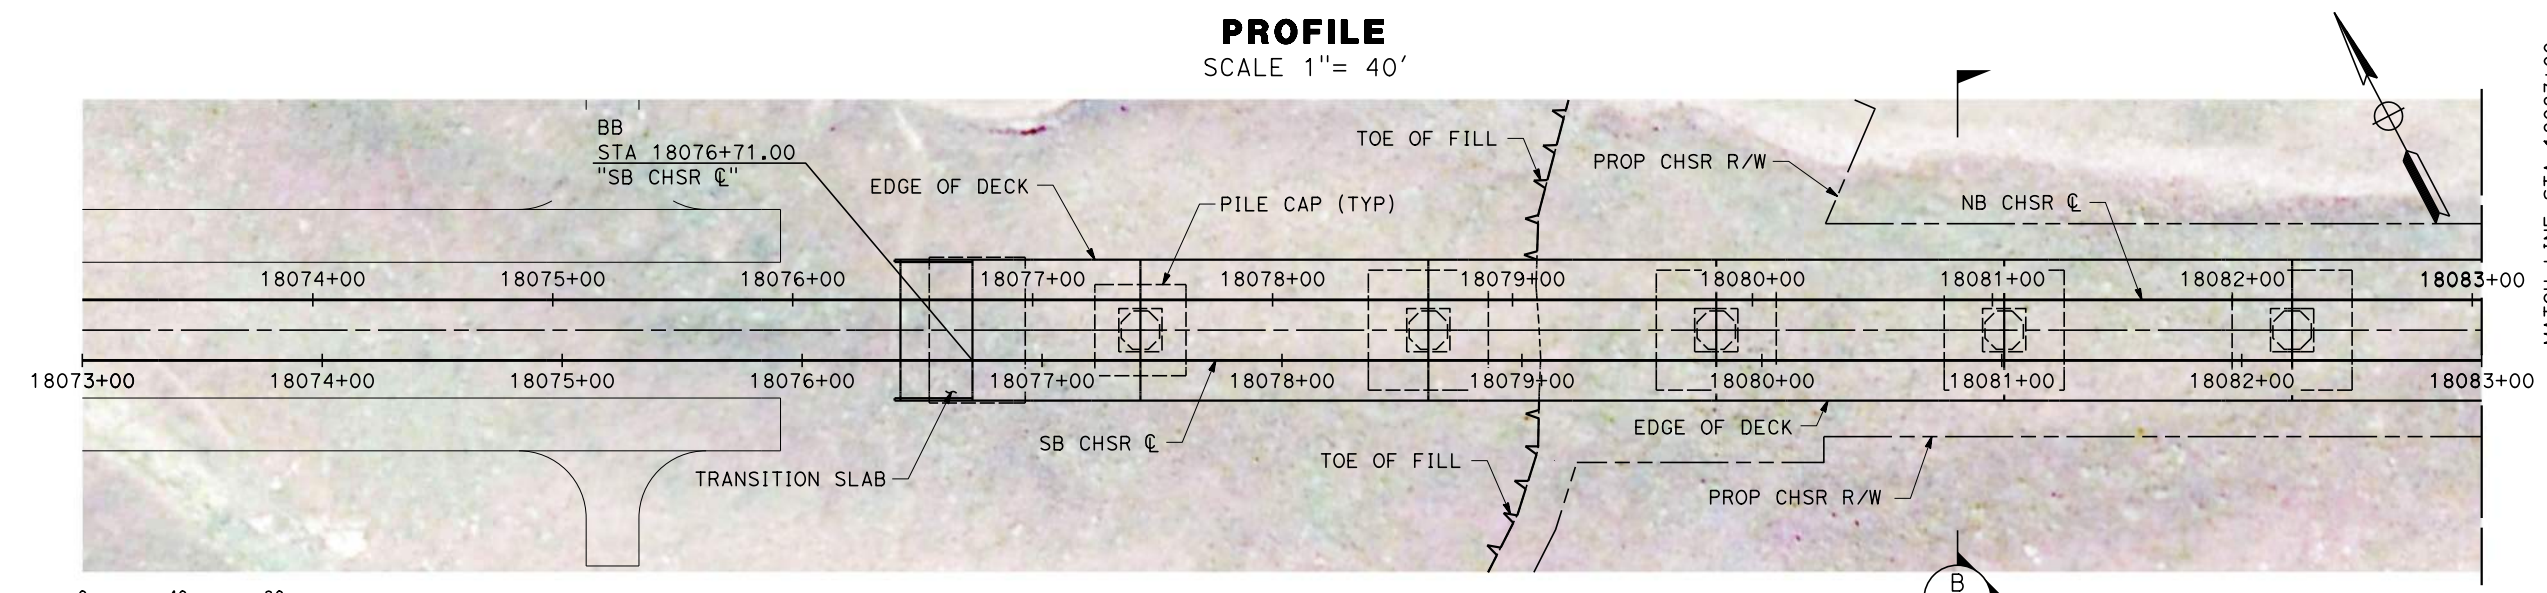 PROFILE
SCALE 1"= 40'
BB
STA 18076+71.00
"SB CHSR ℄"
EDGE OF DECK
PILE CAP (TYP)
TOE OF FILL
PROP CHSR R/W
NB CHSR ℄
18074+00 18075+00 18076+00 18077+00 18078+00 18079+00 18080+00 18081+00 18082+00 18083+00
18073+00 18074+00 18075+00 18076+00 18077+00 18078+00 18079+00 18080+00 18081+00 18082+00 18083+00
SB CHSR ℄
TRANSITION SLAB
TOE OF FILL
EDGE OF DECK
PROP CHSR R/W
B